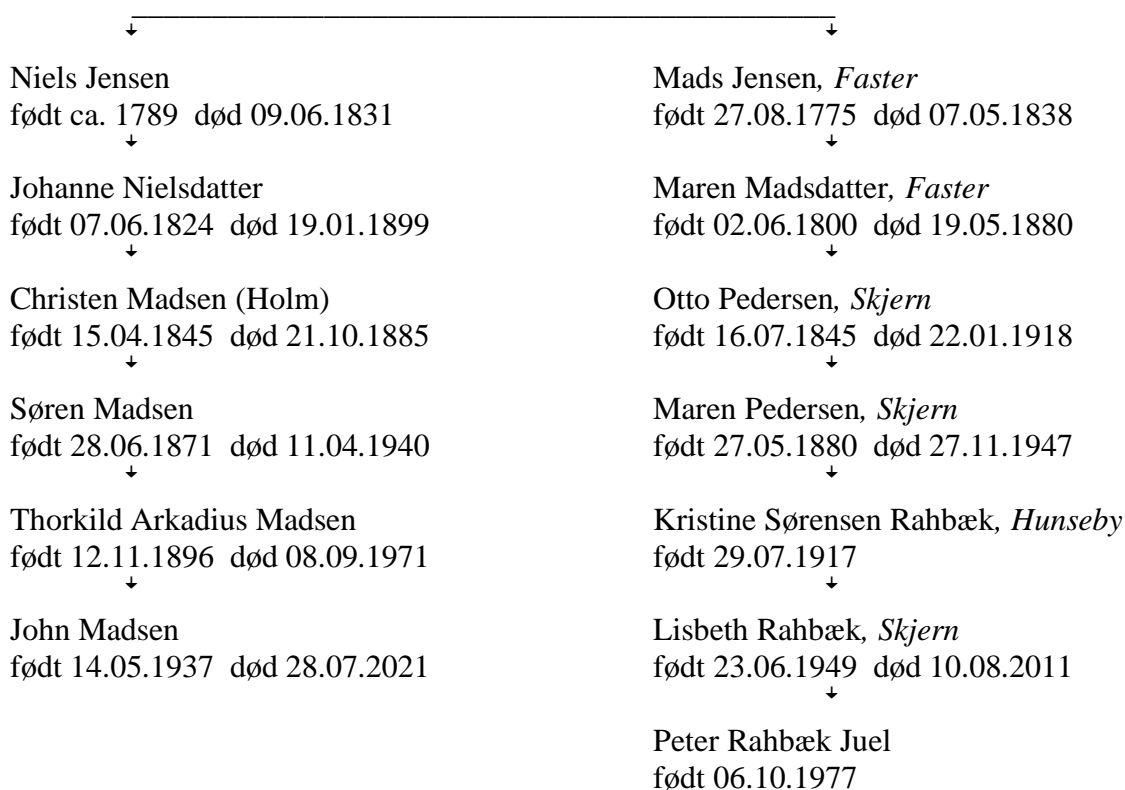 Niels Jensen
født ca. 1789  død 09.06.1831
Johanne Nielsdatter
født 07.06.1824  død 19.01.1899
Christen Madsen (Holm)
født 15.04.1845  død 21.10.1885
Søren Madsen
født 28.06.1871  død 11.04.1940
Thorkild Arkadius Madsen
født 12.11.1896  død 08.09.1971
John Madsen
født 14.05.1937  død 28.07.2021
Mads Jensen, Faster
født 27.08.1775  død 07.05.1838
Maren Madsdatter, Faster
født 02.06.1800  død 19.05.1880
Otto Pedersen, Skjern
født 16.07.1845  død 22.01.1918
Maren Pedersen, Skjern
født 27.05.1880  død 27.11.1947
Kristine Sørensen Rahbæk, Hunseby
født 29.07.1917
Lisbeth Rahbæk, Skjern
født 23.06.1949  død 10.08.2011
Peter Rahbæk Juel
født 06.10.1977